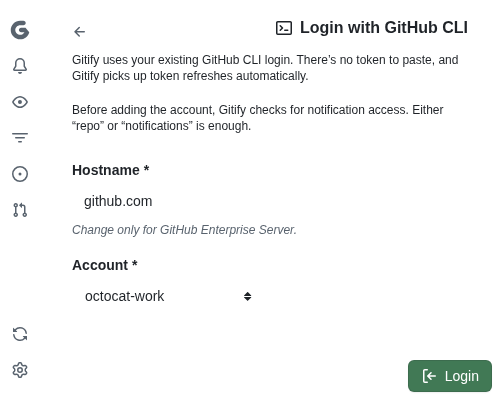 Login with GitHub CLI
Gitify uses your existing GitHub CLI login. There’s no token to paste, and
Gitify picks up token refreshes automatically.
Before adding the account, Gitify checks for notification access. Either
“repo” or “notifications” is enough.
Hostname *
github.com
Change only for GitHub Enterprise Server.
Account *
octocat-work
Login